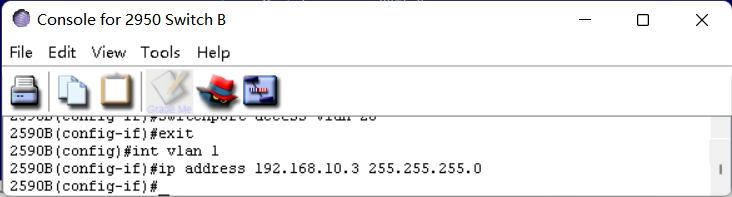 Console for 2950 Switch B
File Edit View Tools Help
Grade Me
2590B(config-if)#switchport access vlan 20
2590B(config-if)#exit
2590B(config)#int vlan 1
2590B(config-if)#ip address 192.168.10.3 255.255.255.0
2590B(config-if)#_